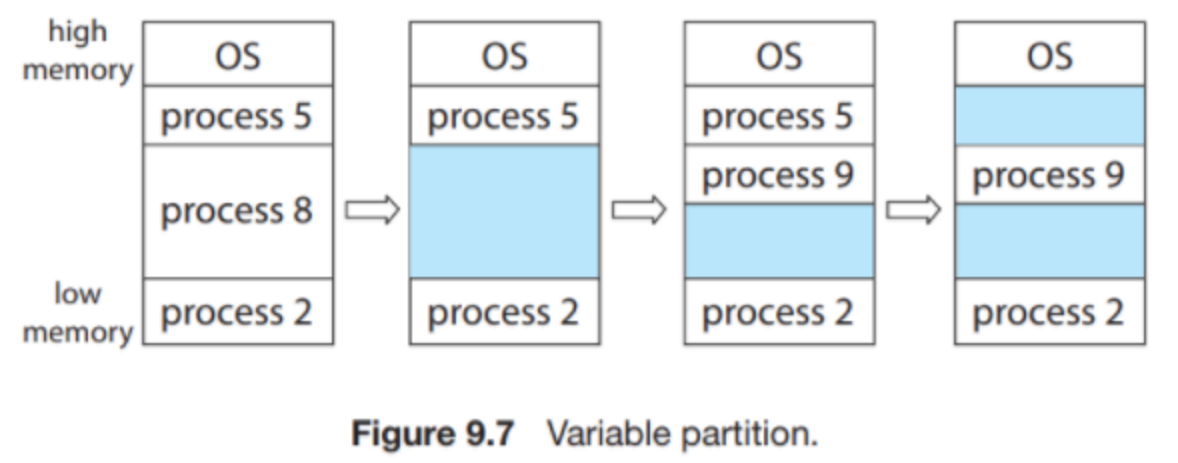 high
memory
OS
process 5
process 8
low
memory
process 2
OS
process 5
process 2
OS
process 5
process 9
process 2
OS
process 9
process 2
Figure 9.7 Variable partition.